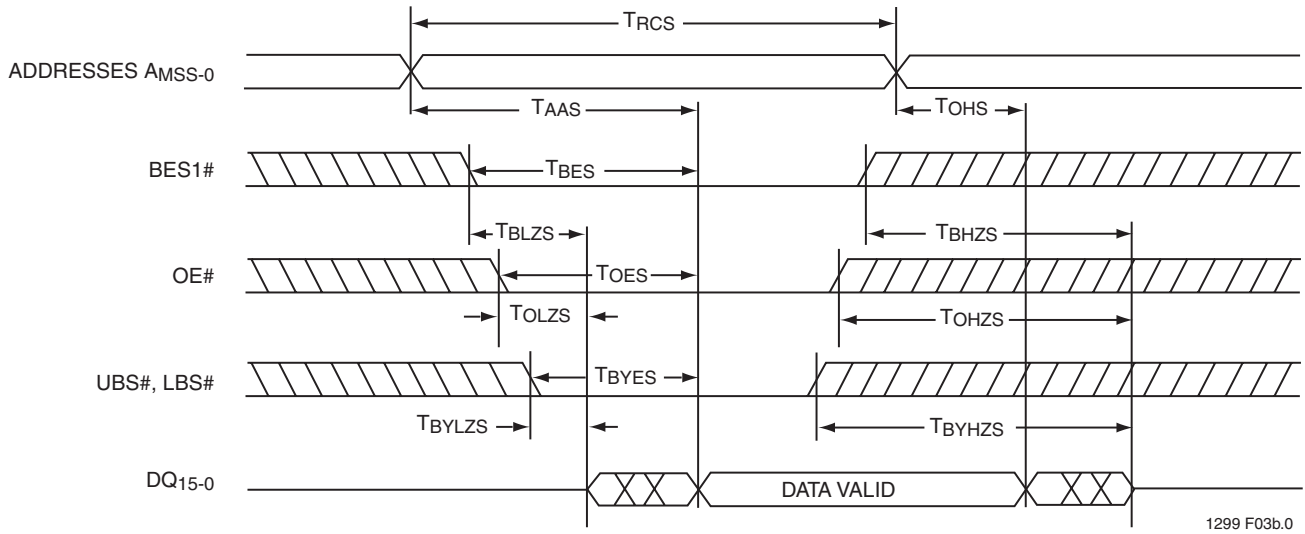 TRCS
ADDRESSES AMSS-0
TAAS
TOHS
BES1#
TBES
TBLZS
TBHZS
OE#
TOES
TOLZS
TOHZS
UBS#, LBS#
TBYES
TBYLZS
TBYHZS
DQ15-0
DATA VALID
1299 F03b.0